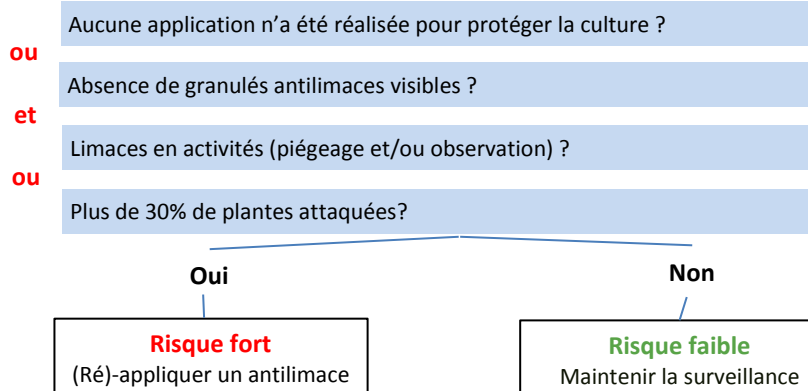 Aucune application n’a été réalisée pour protéger la culture ?
ou
Absence de granulés antilimaces visibles ?
et
Limaces en activités (piégeage et/ou observation) ?
ou
Plus de 30% de plantes attaquées?
Oui
Non
Risque fort
(Ré)-appliquer un antilimace
Risque faible
Maintenir la surveillance